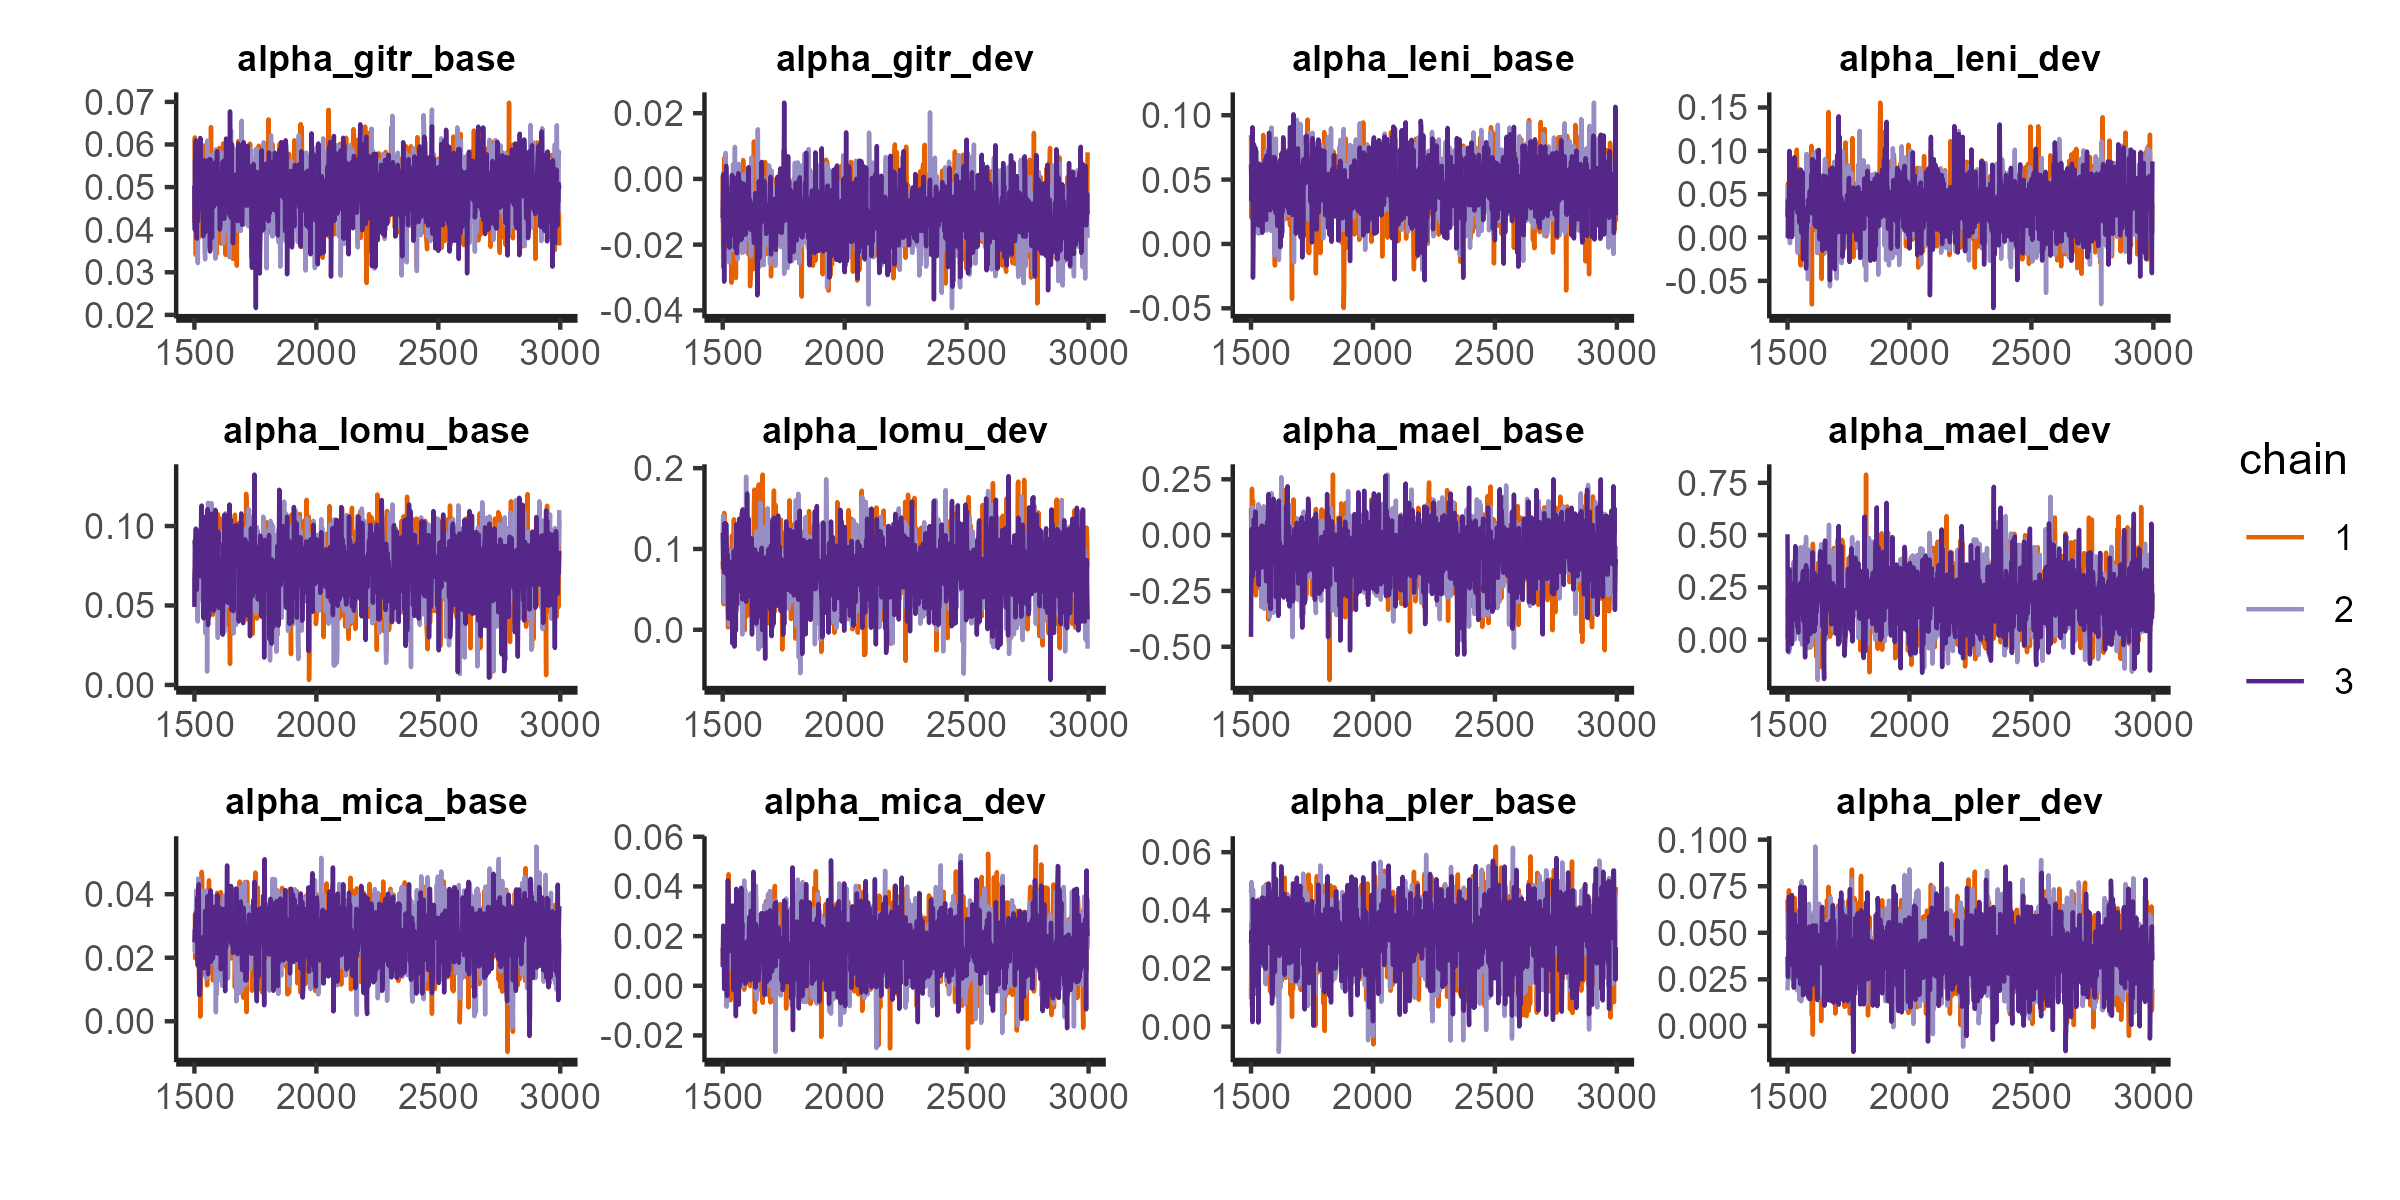 alpha_gitr_base
0.07
0.06
0.05
0.04
0.03
0.02
1500 2000 2500 3000
alpha_gitr_dev
0.02
0.00
-0.02
-0.04
1500 2000 2500 3000
alpha_leni_base
0.10
0.05
0.00
-0.05
1500 2000 2500 3000
alpha_leni_dev
0.15
0.10
0.05
0.00
-0.05
1500 2000 2500 3000
alpha_lomu_base
0.10
0.05
0.00
1500 2000 2500 3000
alpha_lomu_dev
0.2
0.1
0.0
1500 2000 2500 3000
alpha_mael_base
0.25
0.00
-0.25
-0.50
1500 2000 2500 3000
alpha_mael_dev
0.75
0.50
0.25
0.00
1500 2000 2500 3000
alpha_mica_base
0.04
0.02
0.00
1500 2000 2500 3000
alpha_mica_dev
0.06
0.04
0.02
0.00
-0.02
1500 2000 2500 3000
alpha_pler_base
0.06
0.04
0.02
0.00
1500 2000 2500 3000
alpha_pler_dev
0.100
0.075
0.050
0.025
0.000
1500 2000 2500 3000
chain
1
2
3